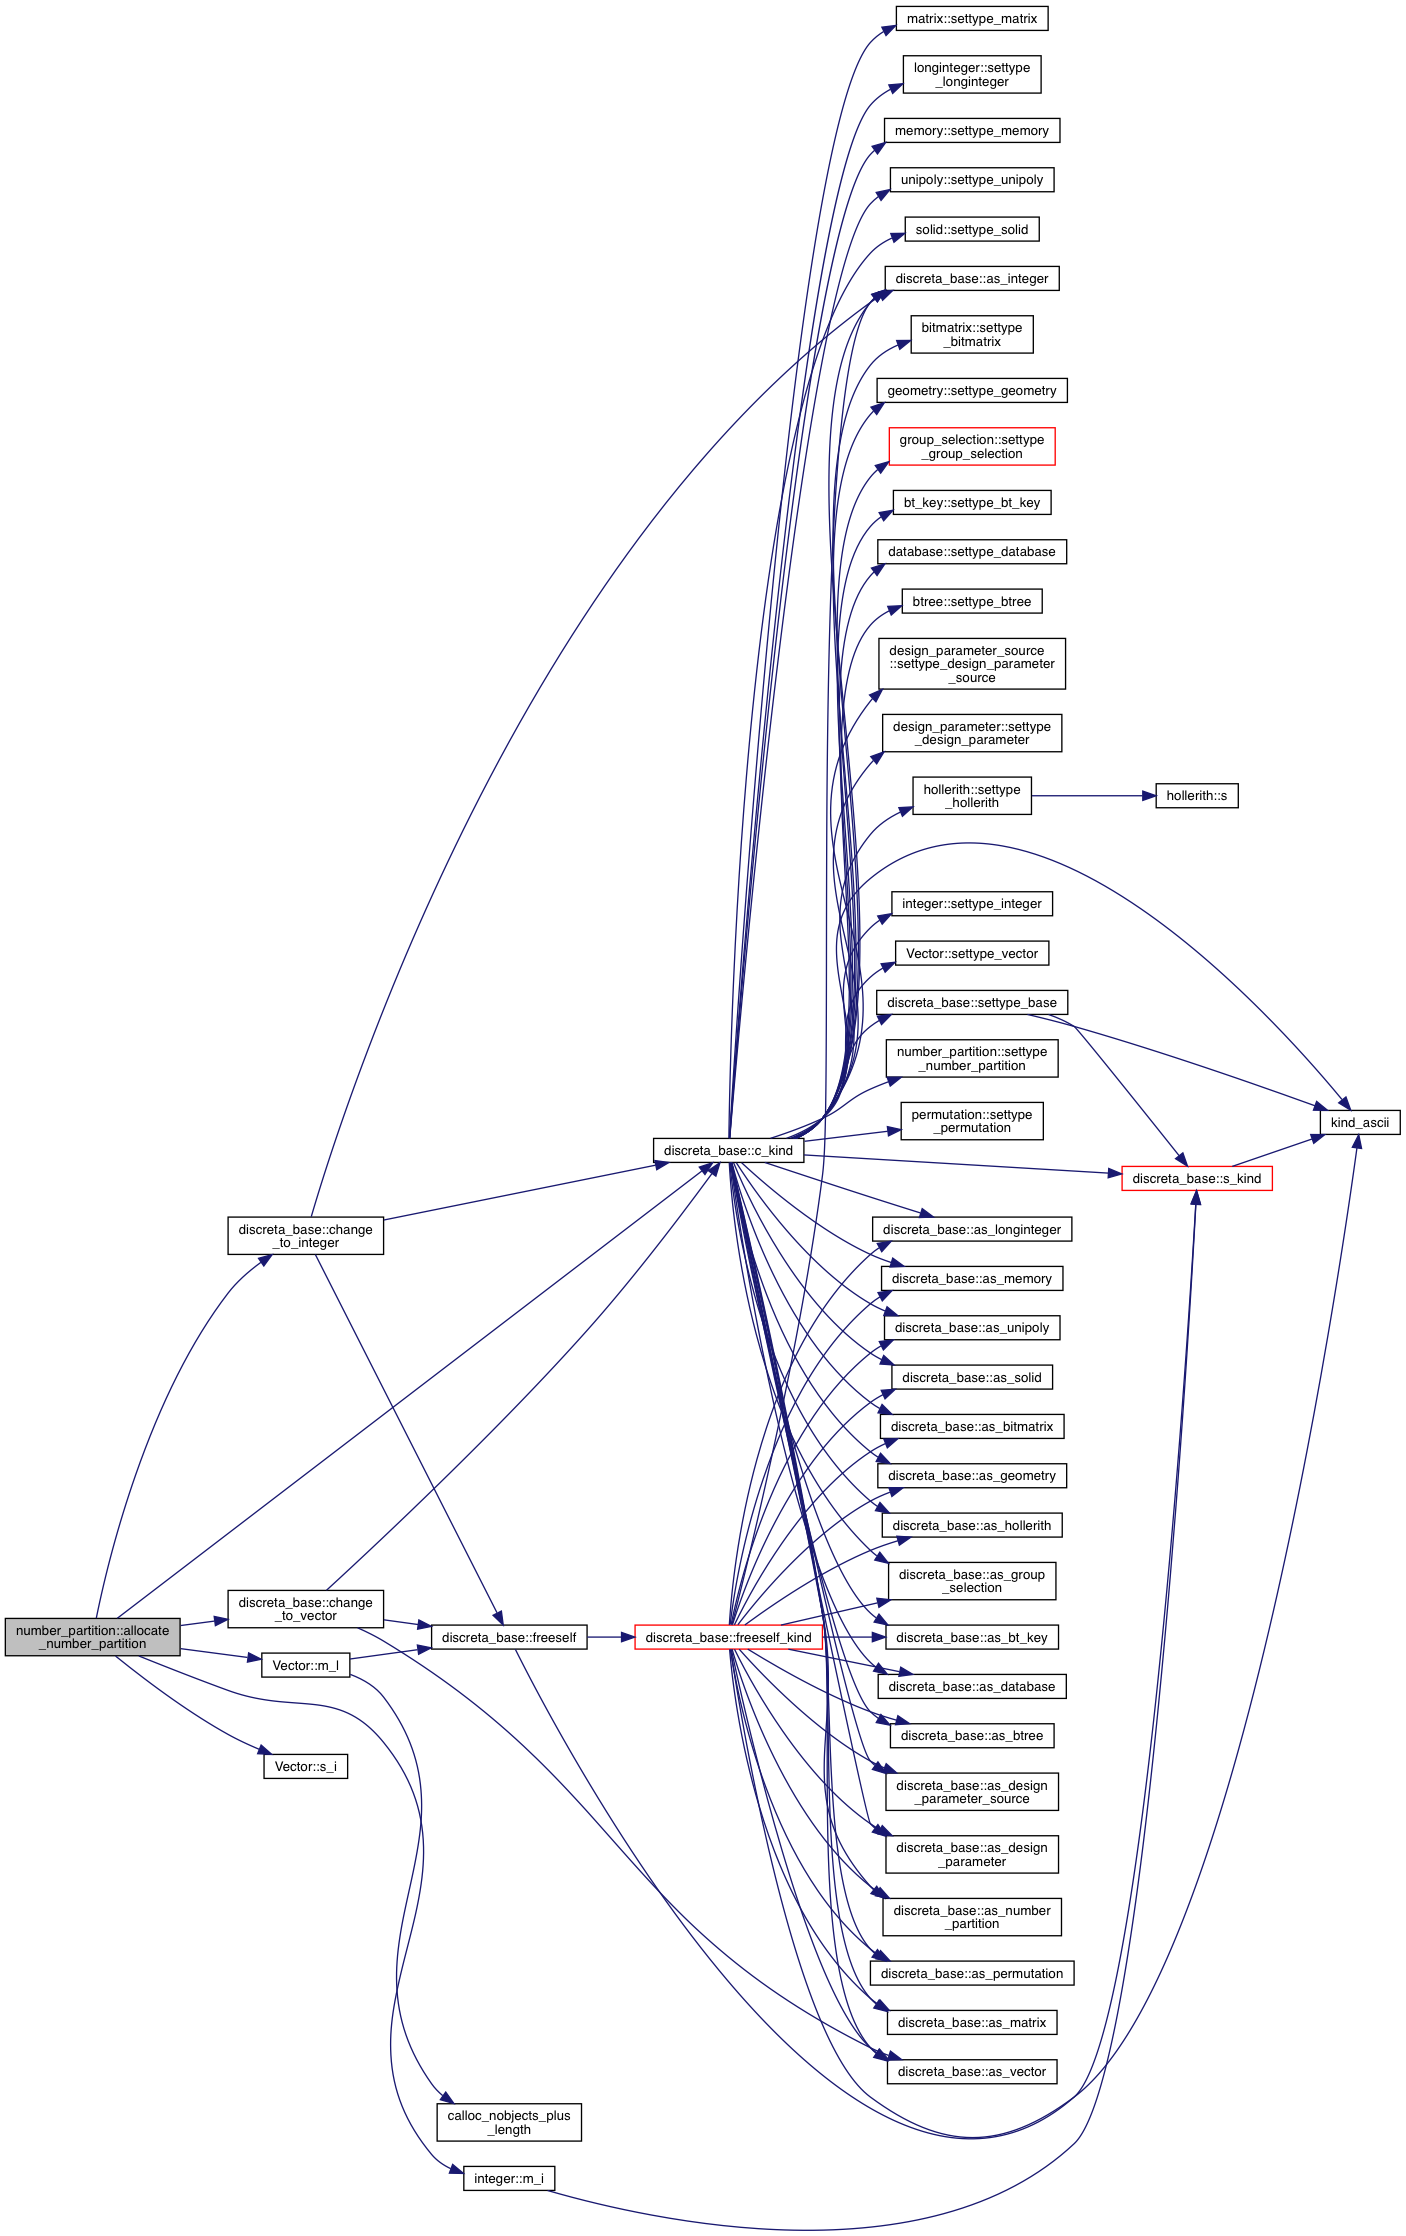 matrix::settype_matrix
longinteger::settype
_longinteger
memory::settype_memory
unipoly::settype_unipoly
solid::settype_solid
discreta_base::as_integer
bitmatrix::settype
_bitmatrix
geometry::settype_geometry
group_selection::settype
_group_selection
bt_key::settype_bt_key
database::settype_database
btree::settype_btree
design_parameter_source
::settype_design_parameter
_source
design_parameter::settype
_design_parameter
hollerith::settype
_hollerith
hollerith::s
integer::settype_integer
Vector::settype_vector
discreta_base::settype_base
number_partition::settype
_number_partition
permutation::settype
_permutation
kind_ascii
discreta_base::c_kind
discreta_base::s_kind
discreta_base::change
_to_integer
discreta_base::as_longinteger
discreta_base::as_memory
discreta_base::as_unipoly
discreta_base::as_solid
discreta_base::as_bitmatrix
discreta_base::as_geometry
discreta_base::as_hollerith
discreta_base::as_group
_selection
discreta_base::change
_to_vector
number_partition::allocate
_number_partition
discreta_base::freeself
discreta_base::freeself_kind
discreta_base::as_bt_key
Vector::m_l
discreta_base::as_database
discreta_base::as_btree
Vector::s_i
discreta_base::as_design
_parameter_source
discreta_base::as_design
_parameter
discreta_base::as_number
_partition
discreta_base::as_permutation
discreta_base::as_matrix
discreta_base::as_vector
calloc_nobjects_plus
_length
integer::m_i